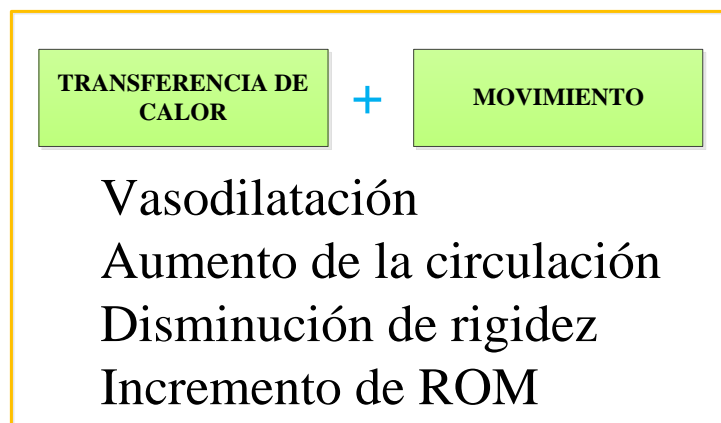 TRANSFERENCIA DE
CALOR
+
MOVIMIENTO
Vasodilatación
Aumento de la circulación
Disminución de rigidez
Incremento de ROM